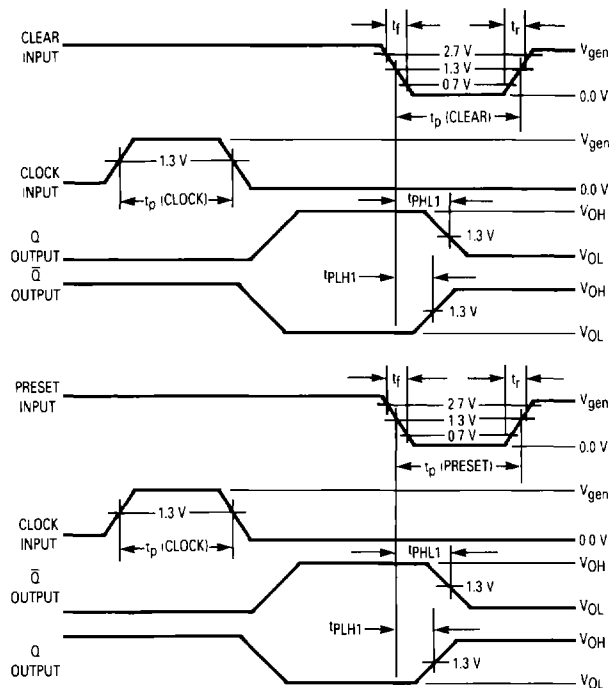 CLEAR
INPUT
tf
tr
2.7 V
1.3 V
0.7 V
Vgen
0.0 V
tp (CLEAR)
Vgen
CLOCK
INPUT
1.3 V
tp (CLOCK)
0.0 V
tPHL1
VOH
Q
OUTPUT
1.3 V
VOL
Q̅
OUTPUT
tPLH1
VOH
1.3 V
VOL
PRESET
INPUT
tf
tr
2.7 V
1.3 V
0.7 V
Vgen
0.0 V
tp (PRESET)
Vgen
CLOCK
INPUT
1.3 V
tp (CLOCK)
0.0 V
tPHL1
VOH
Q̅
OUTPUT
1.3 V
VOL
Q
OUTPUT
tPLH1
VOH
1.3 V
VOL